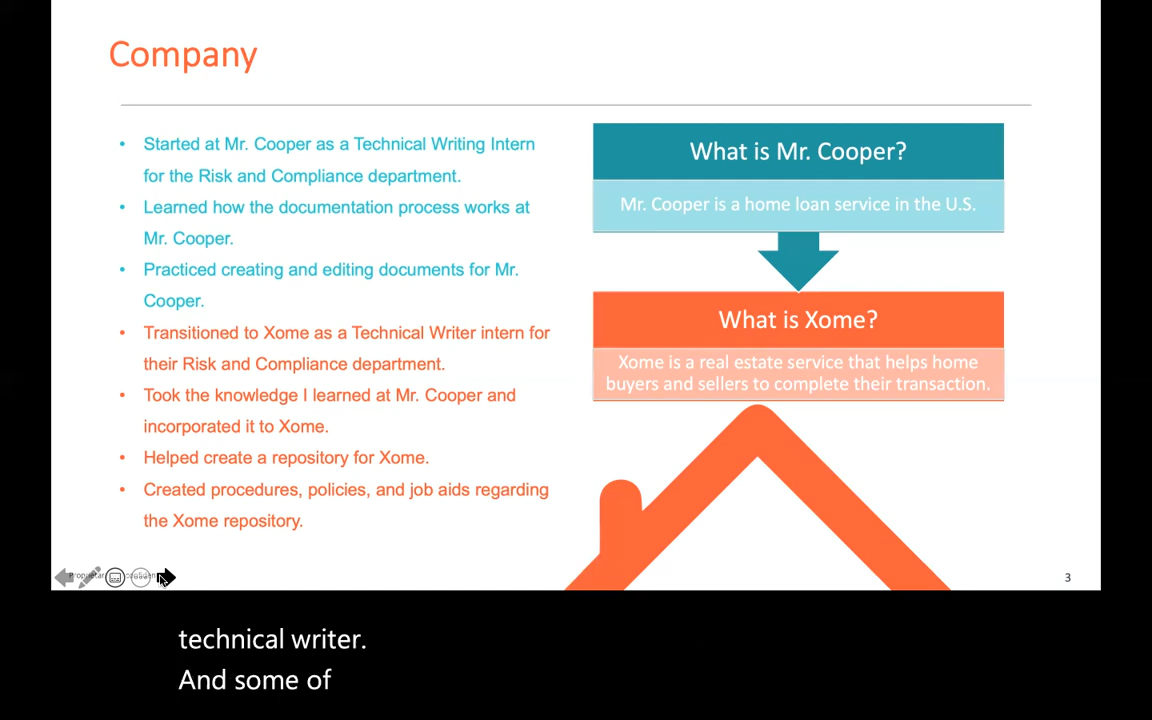 Company
• Started at Mr. Cooper as a Technical Writing Intern
for the Risk and Compliance department.
• Learned how the documentation process works at
Mr. Cooper.
• Practiced creating and editing documents for Mr.
Cooper.
• Transitioned to Xome as a Technical Writer intern for
their Risk and Compliance department.
• Took the knowledge I learned at Mr. Cooper and
incorporated it to Xome.
• Helped create a repository for Xome.
• Created procedures, policies, and job aids regarding
the Xome repository.
What is Mr. Cooper?
Mr. Cooper is a home loan service in the U.S.
What is Xome?
Xome is a real estate service that helps home
buyers and sellers to complete their transaction.
3
technical writer.
And some of